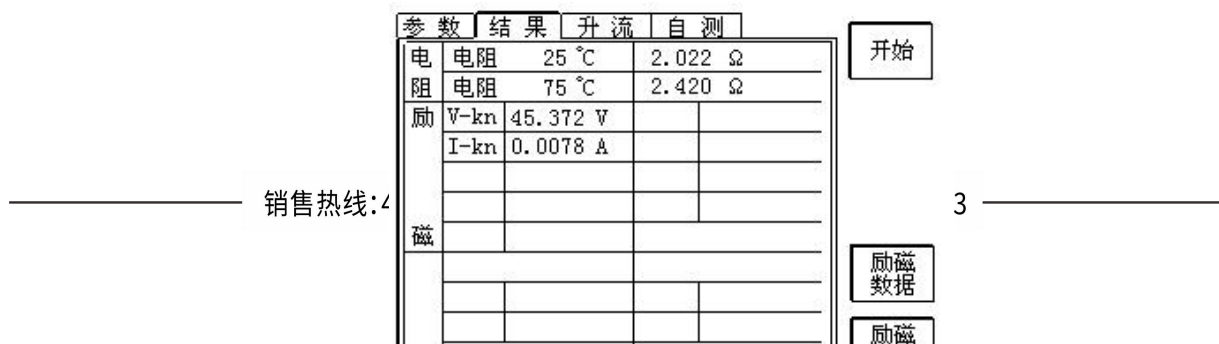 参 数 结 果 升 流 自 测
开始
电 电阻 25 ℃ 2.022 Ω
阻 电阻 75 ℃ 2.420 Ω
励 V-kn 45.372 V
I-kn 0.0078 A
销售热线:4 3
磁
励磁
数据
励磁